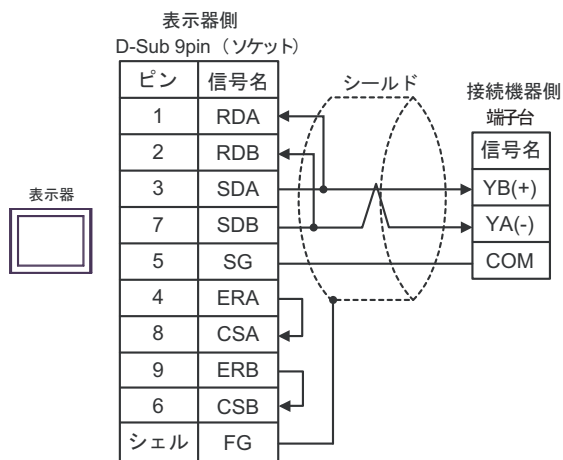 表示器側
D-Sub 9pin（ソケット）
ピン 信号名
1 RDA
2 RDB
3 SDA
7 SDB
5 SG
4 ERA
8 CSA
9 ERB
6 CSB
シェル FG
表示器
シールド
接続機器側
端子台
信号名
YB(+)
YA(-)
COM